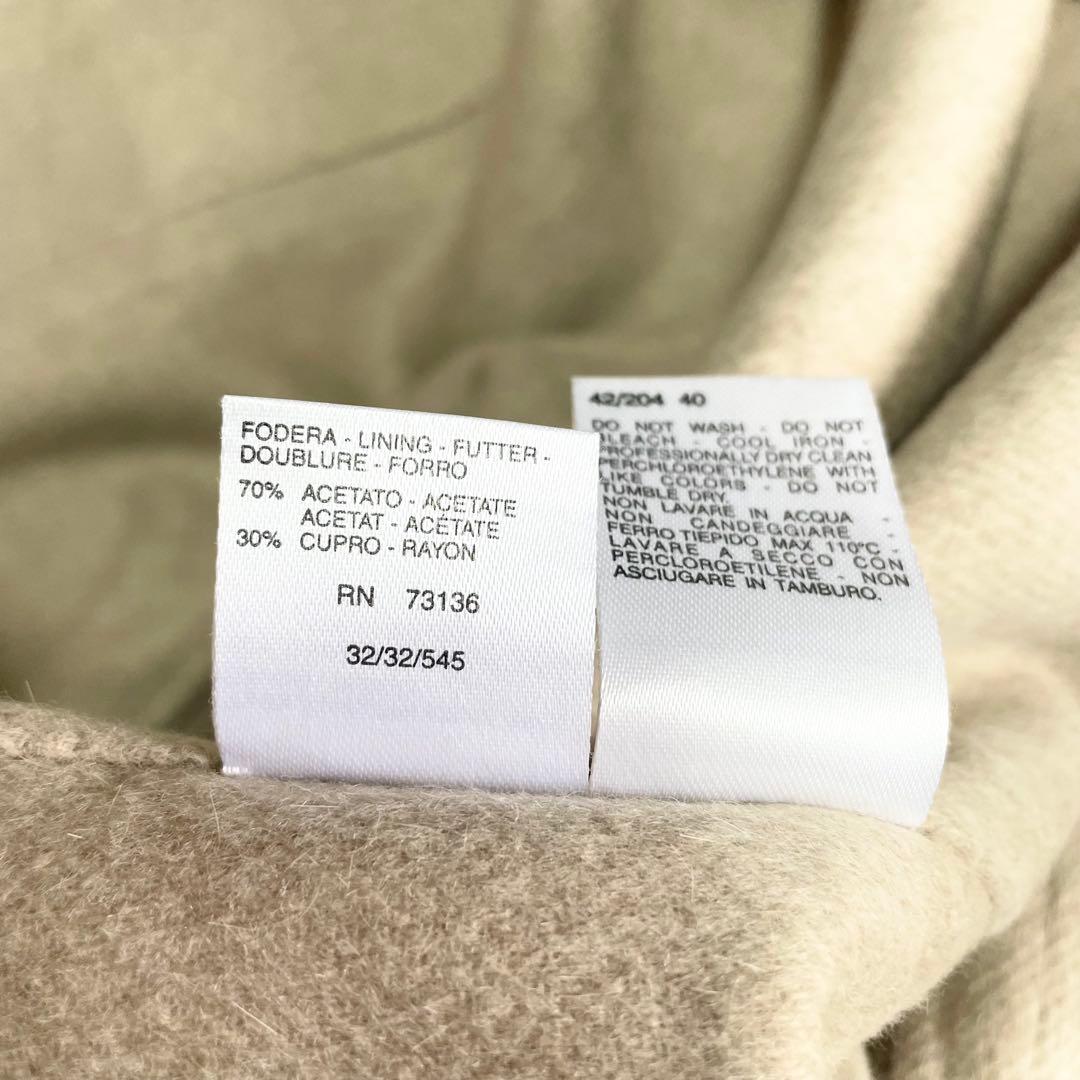 FODERA - LINING - FUTTER -
DOUBLURE - FORRO
70% ACETATO - ACETATE
ACETAT - ACÉTATE
30% CUPRO - RAYON
RN 73136
32/32/545
42/204 40
DO NOT WASH - DO NOT
BLEACH - COOL IRON -
PROFESSIONALLY DRY CLEAN
PERCHLOROETHYLENE WITH
LIKE COLORS - DO NOT
TUMBLE DRY.
NON LAVARE IN ACQUA -
NON CANDEGGIARE -
FERRO TIEPIDO MAX 110°C -
LAVARE A SECCO CON
PERCLOROETILENE - NON
ASCIUGARE IN TAMBURO.